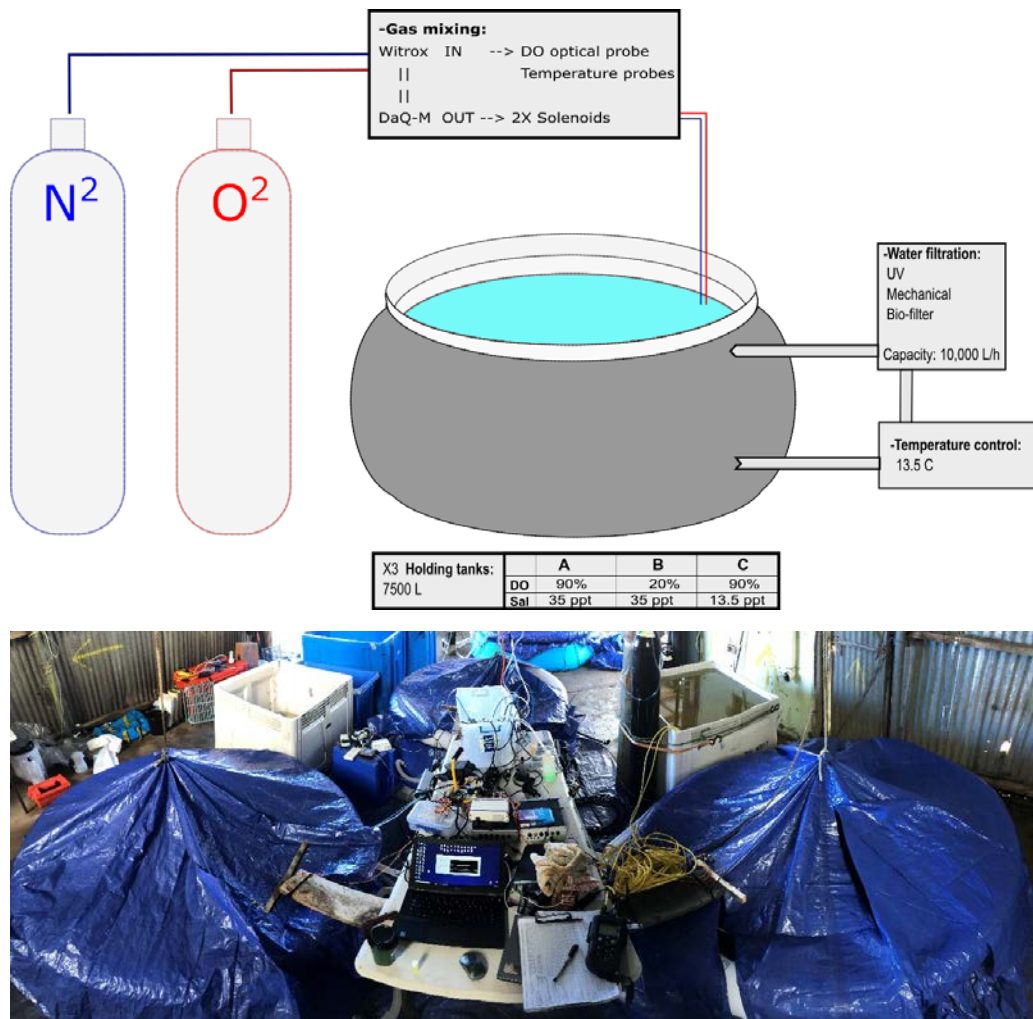 -Gas mixing:
Witrox IN --> DO optical probe
|| Temperature probes
||
DaQ-M OUT --> 2X Solenoids
N²
O²
-Water filtration:
UV
Mechanical
Bio-filter
Capacity: 10,000 L/h
-Temperature control:
13.5 C
X3 Holding tanks:
7500 L
A B C
DO 90% 20% 90%
Sal 35 ppt 35 ppt 13.5 ppt